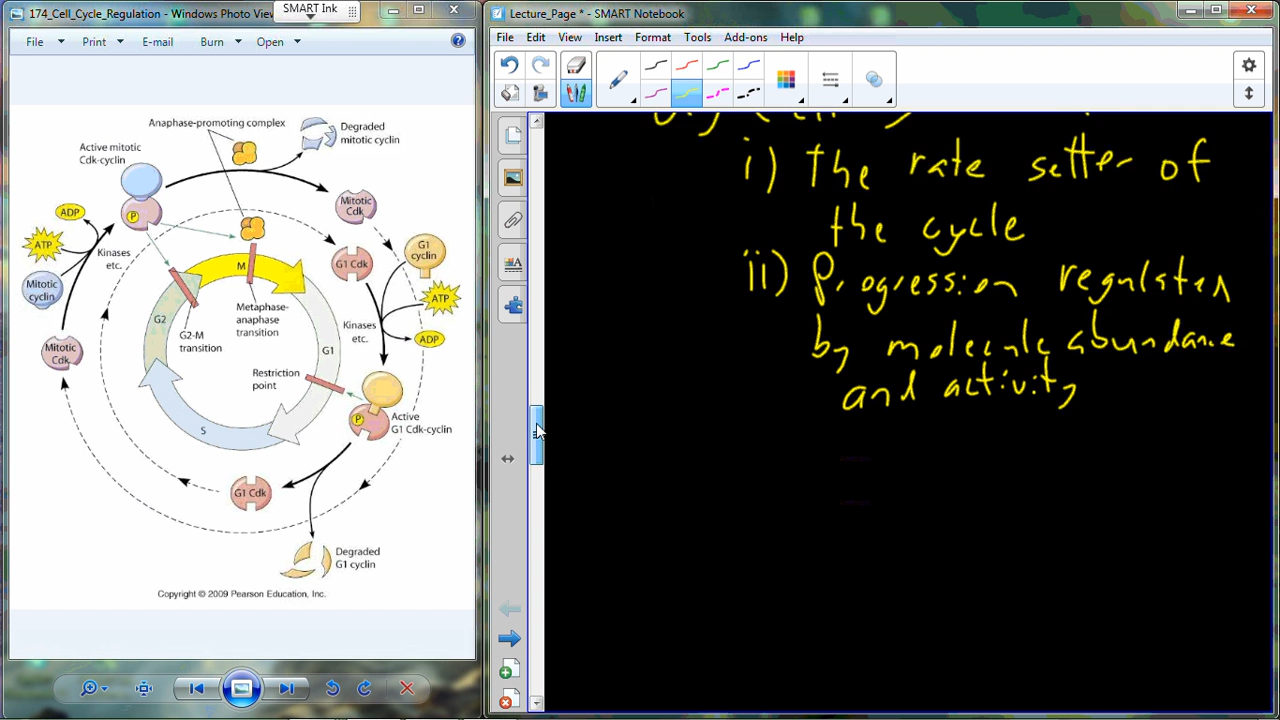 174_Cell_Cycle_Regulation - Windows Photo View
SMART Ink
File Print E-mail Burn Open
Anaphase-promoting complex
Degraded
mitotic cyclin
Active mitotic
Cdk-cyclin
P
Mitotic
Cdk
ADP
ATP
Kinases
etc.
Mitotic
cyclin
G1 Cdk
G1
cyclin
M
ATP
Metaphase-
anaphase
transition
G2
G2-M
transition
Kinases
etc.
ADP
G1
Mitotic
Cdk
Restriction
point
P
Active
G1 Cdk-cyclin
S
G1 Cdk
Degraded
G1 cyclin
Copyright © 2009 Pearson Education, Inc.
Lecture_Page * - SMART Notebook
File Edit View Insert Format Tools Add-ons Help
i) The rate setter of
the cycle
ii) Progression regulated
by molecule abundance
and activity